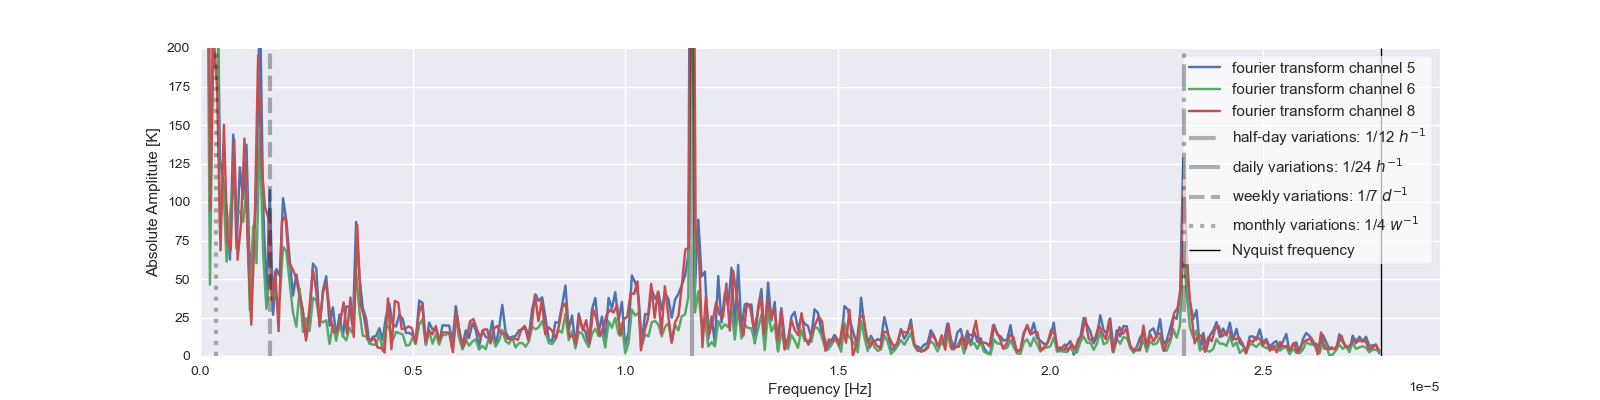 200
175
150
125
100
75
50
25
0
Absolute Amplitude [K]
0.0
0.5
1.0
1.5
2.0
2.5
1e−5
Frequency [Hz]
fourier transform channel 5
fourier transform channel 6
fourier transform channel 8
half-day variations: 1/12 h⁻¹
daily variations: 1/24 h⁻¹
weekly variations: 1/7 d⁻¹
monthly variations: 1/4 w⁻¹
Nyquist frequency